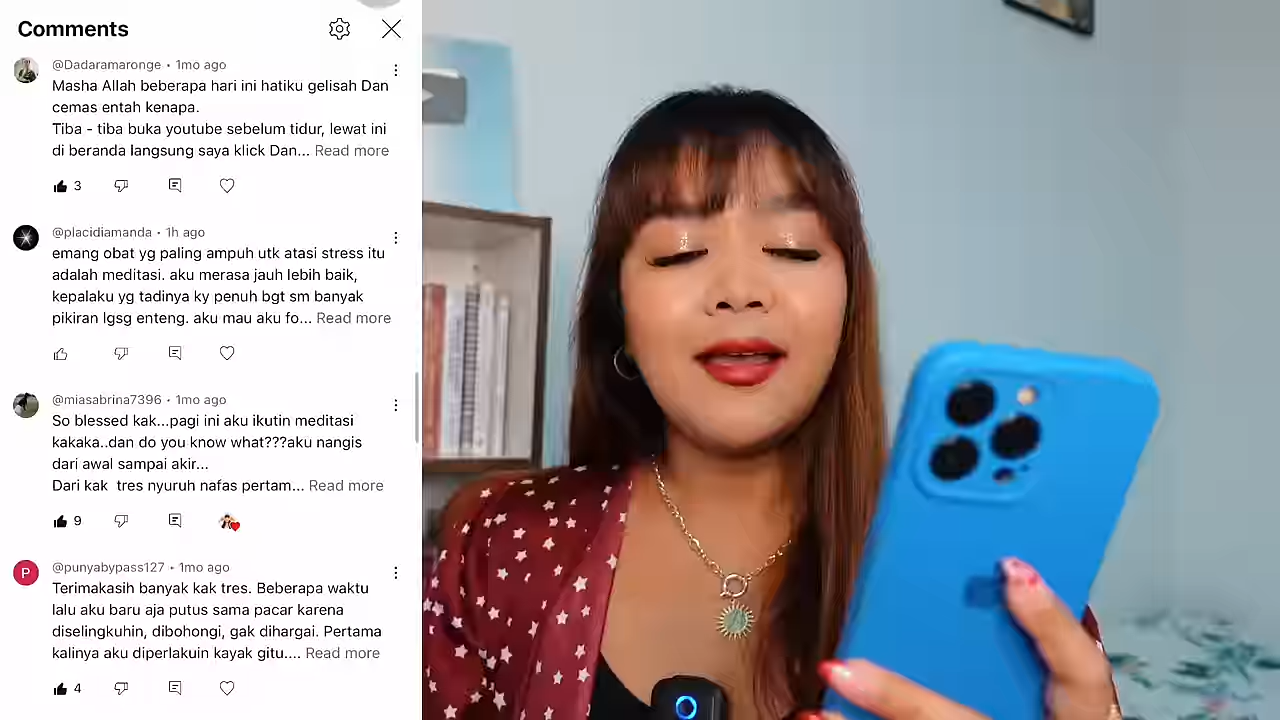 Comments
@Dadaramaronge • 1mo ago
Masha Allah beberapa hari ini hatiku gelisah Dan
cemas entah kenapa.
Tiba - tiba buka youtube sebelum tidur, lewat ini
di beranda langsung saya klick Dan... Read more
3
@placidiamanda • 1h ago
emang obat yg paling ampuh utk atasi stress itu
adalah meditasi. aku merasa jauh lebih baik,
kepalaku yg tadinya ky penuh bgt sm banyak
pikiran lgsg enteng. aku mau aku fo... Read more
@miasabrina7396 • 1mo ago
So blessed kak...pagi ini aku ikutin meditasi
kakaka..dan do you know what???aku nangis
dari awal sampai akir...
Dari kak  tres nyuruh nafas pertam... Read more
9
P
@punyabypass127 • 1mo ago
Terimakasih banyak kak tres. Beberapa waktu
lalu aku baru aja putus sama pacar karena
diselingkuhin, dibohongi, gak dihargai. Pertama
kalinya aku diperlakuin kayak gitu.... Read more
4